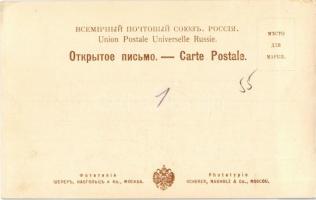 ВСЕМІРНЫЙ ПОЧТОВЫЙ СОЮЗЪ. РОССІЯ.
Union Postale Universelle Russie.
Открытое письмо. — Carte Postale.
МѢСТО
ДЛЯ
МАРКИ.
55
1
Фототипія
ШЕРЕРЪ, НАБГОЛЬЦЪ и Ко., МОСКВА.
Phototypie
SCHERER, NABHOLZ & Co., MOSCOU.